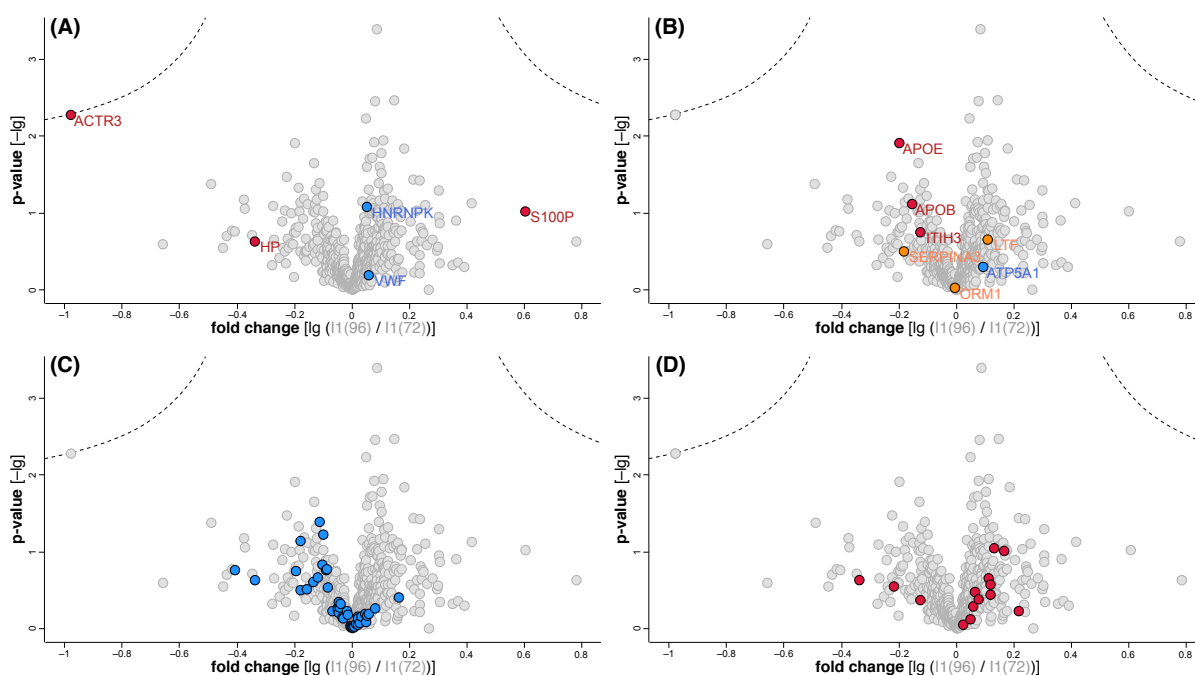 (A)
p-value [−lg]
3
2
1
0
ACTR3
HNRNPK
S100P
HP
VWF
−1
−0.8
−0.6
−0.4
−0.2
0
0.2
0.4
0.6
0.8
fold change [lg (I1(96) / I1(72))]
(B)
p-value [−lg]
3
2
1
0
APOE
APOB
ITIH3
LTF
SERPINA3
ATP5A1
ORM1
−1
−0.8
−0.6
−0.4
−0.2
0
0.2
0.4
0.6
0.8
fold change [lg (I1(96) / I1(72))]
(C)
p-value [−lg]
3
2
1
0
−1
−0.8
−0.6
−0.4
−0.2
0
0.2
0.4
0.6
0.8
fold change [lg (I1(96) / I1(72))]
(D)
p-value [−lg]
3
2
1
0
−1
−0.8
−0.6
−0.4
−0.2
0
0.2
0.4
0.6
0.8
fold change [lg (I1(96) / I1(72))]